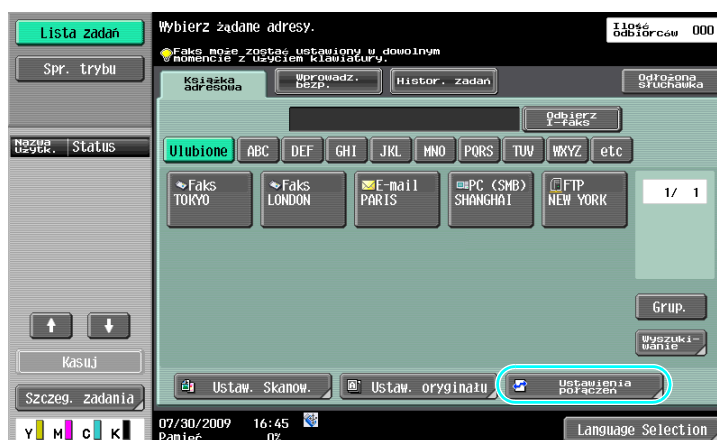 Lista zadań
Spr. trybu
Nazwa użytk.
Status
Kasuj
Szczeg. zadania
Y M C K
Wybierz żądane adresy.
Faks może zostać ustawiony w dowolnym
momencie z użyciem klawiatury.
Ilość
odbiorców
000
Książka
adresowa
Wprowadz.
bezp.
Histor. zadań
Odłożona
słuchawka
Odbierz
I-faks
Ulubione ABC DEF GHI JKL MNO PQRS TUV WXYZ etc
Faks
TOKYO
Faks
LONDON
E-mail
PARIS
PC (SMB)
SHANGHAI
FTP
NEW YORK
1/ 1
Grup.
Wyszuki-
wanie
Ustaw. Skanow.
Ustaw. oryginału
Ustawienia
połączeń
07/30/2009 16:45
Pamięć 0%
Language Selection